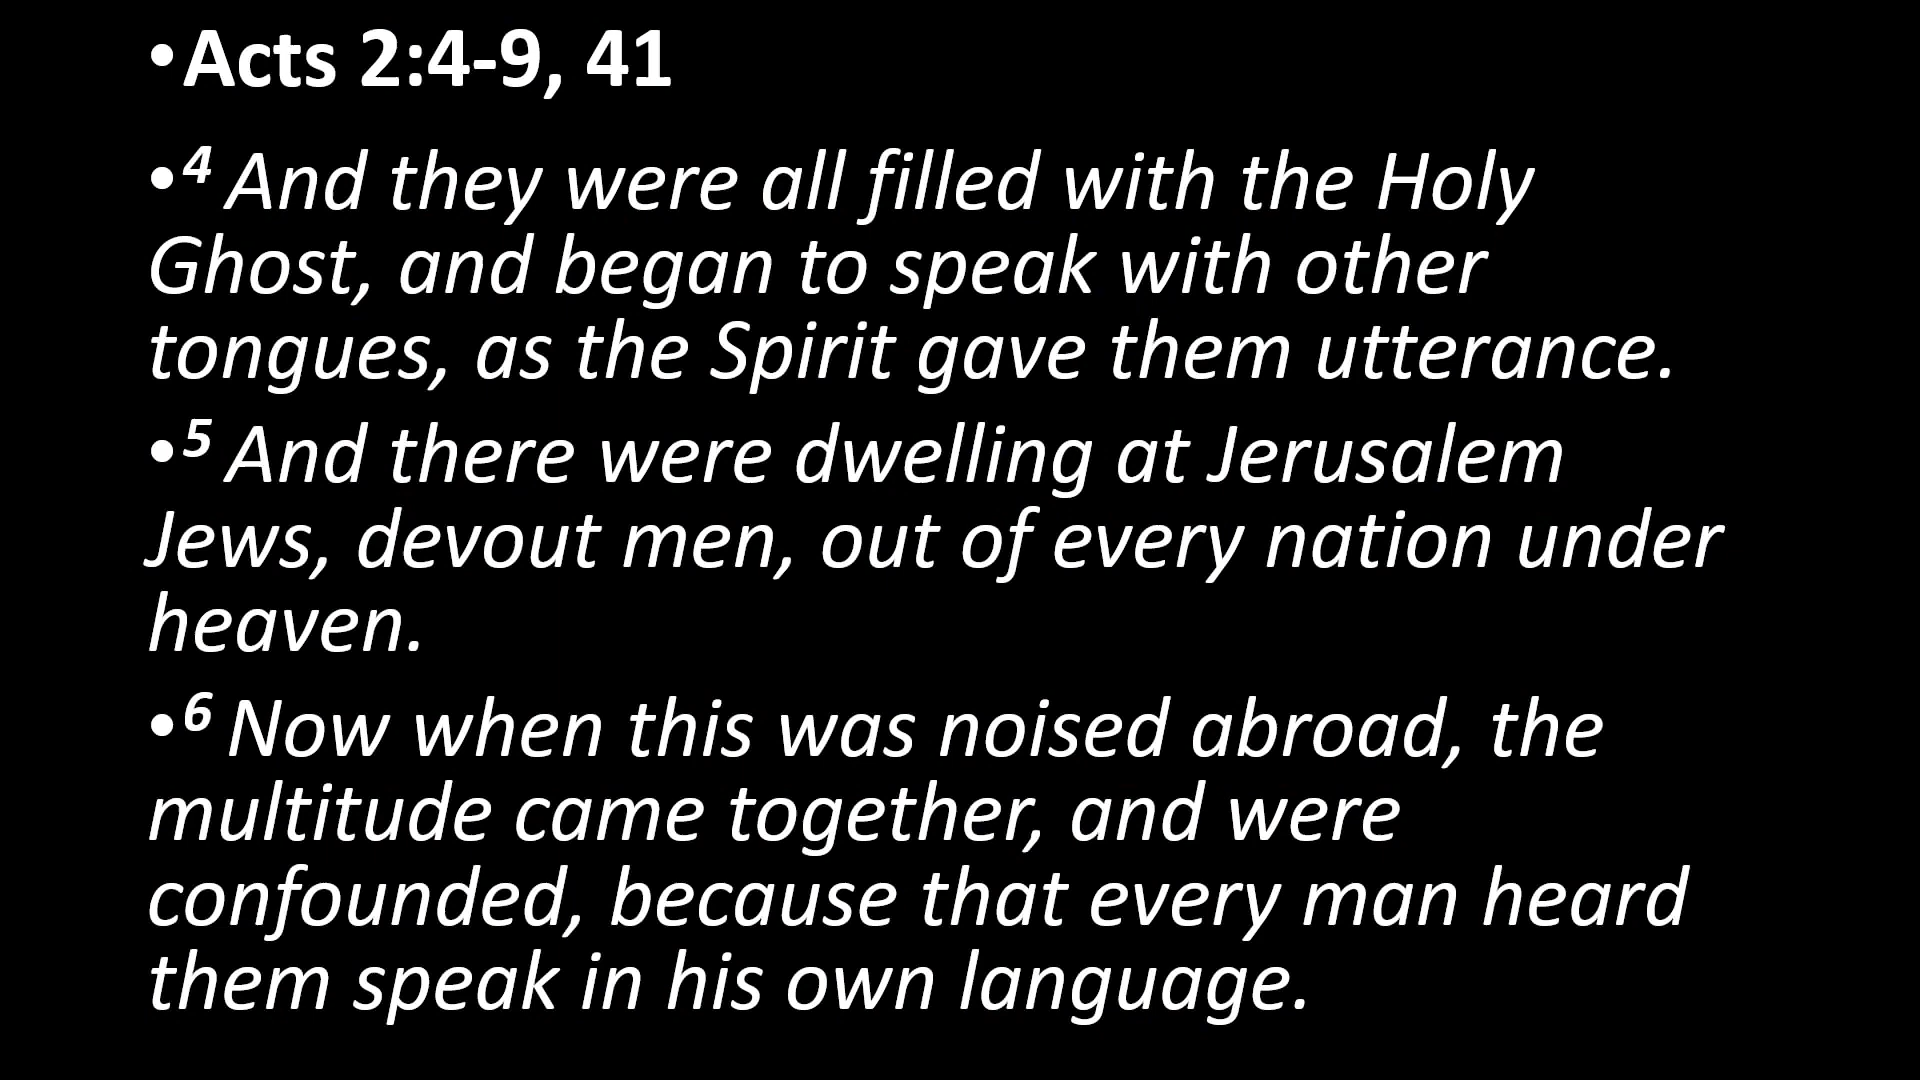 •Acts 2:4-9, 41
•4 And they were all filled with the Holy
Ghost, and began to speak with other
tongues, as the Spirit gave them utterance.
•5 And there were dwelling at Jerusalem
Jews, devout men, out of every nation under
heaven.
•6 Now when this was noised abroad, the
multitude came together, and were
confounded, because that every man heard
them speak in his own language.